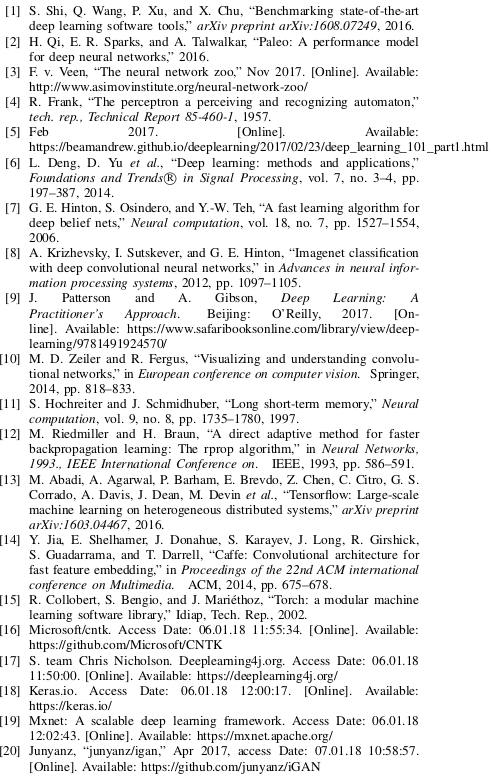 [1] S. Shi, Q. Wang, P. Xu, and X. Chu, “Benchmarking state-of-the-art
deep learning software tools,” arXiv preprint arXiv:1608.07249, 2016.
[2] H. Qi, E. R. Sparks, and A. Talwalkar, “Paleo: A performance model
for deep neural networks,” 2016.
[3] F. v. Veen, “The neural network zoo,” Nov 2017. [Online]. Available:
http://www.asimovinstitute.org/neural-network-zoo/
[4] R. Frank, “The perceptron a perceiving and recognizing automaton,”
tech. rep., Technical Report 85-460-1, 1957.
[5] Feb 2017. [Online]. Available:
https://beamandrew.github.io/deeplearning/2017/02/23/deep_learning_101_part1.html
[6] L. Deng, D. Yu et al., “Deep learning: methods and applications,”
Foundations and Trends® in Signal Processing, vol. 7, no. 3–4, pp.
197–387, 2014.
[7] G. E. Hinton, S. Osindero, and Y.-W. Teh, “A fast learning algorithm for
deep belief nets,” Neural computation, vol. 18, no. 7, pp. 1527–1554,
2006.
[8] A. Krizhevsky, I. Sutskever, and G. E. Hinton, “Imagenet classification
with deep convolutional neural networks,” in Advances in neural infor-
mation processing systems, 2012, pp. 1097–1105.
[9] J. Patterson and A. Gibson, Deep Learning: A
Practitioner’s Approach. Beijing: O’Reilly, 2017. [On-
line]. Available: https://www.safaribooksonline.com/library/view/deep-
learning/9781491924570/
[10] M. D. Zeiler and R. Fergus, “Visualizing and understanding convolu-
tional networks,” in European conference on computer vision. Springer,
2014, pp. 818–833.
[11] S. Hochreiter and J. Schmidhuber, “Long short-term memory,” Neural
computation, vol. 9, no. 8, pp. 1735–1780, 1997.
[12] M. Riedmiller and H. Braun, “A direct adaptive method for faster
backpropagation learning: The rprop algorithm,” in Neural Networks,
1993., IEEE International Conference on. IEEE, 1993, pp. 586–591.
[13] M. Abadi, A. Agarwal, P. Barham, E. Brevdo, Z. Chen, C. Citro, G. S.
Corrado, A. Davis, J. Dean, M. Devin et al., “Tensorflow: Large-scale
machine learning on heterogeneous distributed systems,” arXiv preprint
arXiv:1603.04467, 2016.
[14] Y. Jia, E. Shelhamer, J. Donahue, S. Karayev, J. Long, R. Girshick,
S. Guadarrama, and T. Darrell, “Caffe: Convolutional architecture for
fast feature embedding,” in Proceedings of the 22nd ACM international
conference on Multimedia. ACM, 2014, pp. 675–678.
[15] R. Collobert, S. Bengio, and J. Mariéthoz, “Torch: a modular machine
learning software library,” Idiap, Tech. Rep., 2002.
[16] Microsoft/cntk. Access Date: 06.01.18 11:55:34. [Online]. Available:
https://github.com/Microsoft/CNTK
[17] S. team Chris Nicholson. Deeplearning4j.org. Access Date: 06.01.18
11:50:00. [Online]. Available: https://deeplearning4j.org/
[18] Keras.io. Access Date: 06.01.18 12:00:17. [Online]. Available:
https://keras.io/
[19] Mxnet: A scalable deep learning framework. Access Date: 06.01.18
12:02:43. [Online]. Available: https://mxnet.apache.org/
[20] Junyanz, “junyanz/igan,” Apr 2017, access Date: 07.01.18 10:58:57.
[Online]. Available: https://github.com/junyanz/iGAN